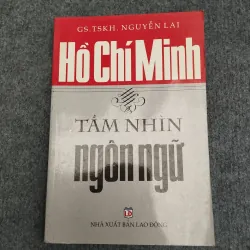 GS.TSKH. NGUYỄN LAI
Hồ Chí Minh
TẦM NHÌN
ngôn ngữ
NHÀ XUẤT BẢN LAO ĐỘNG